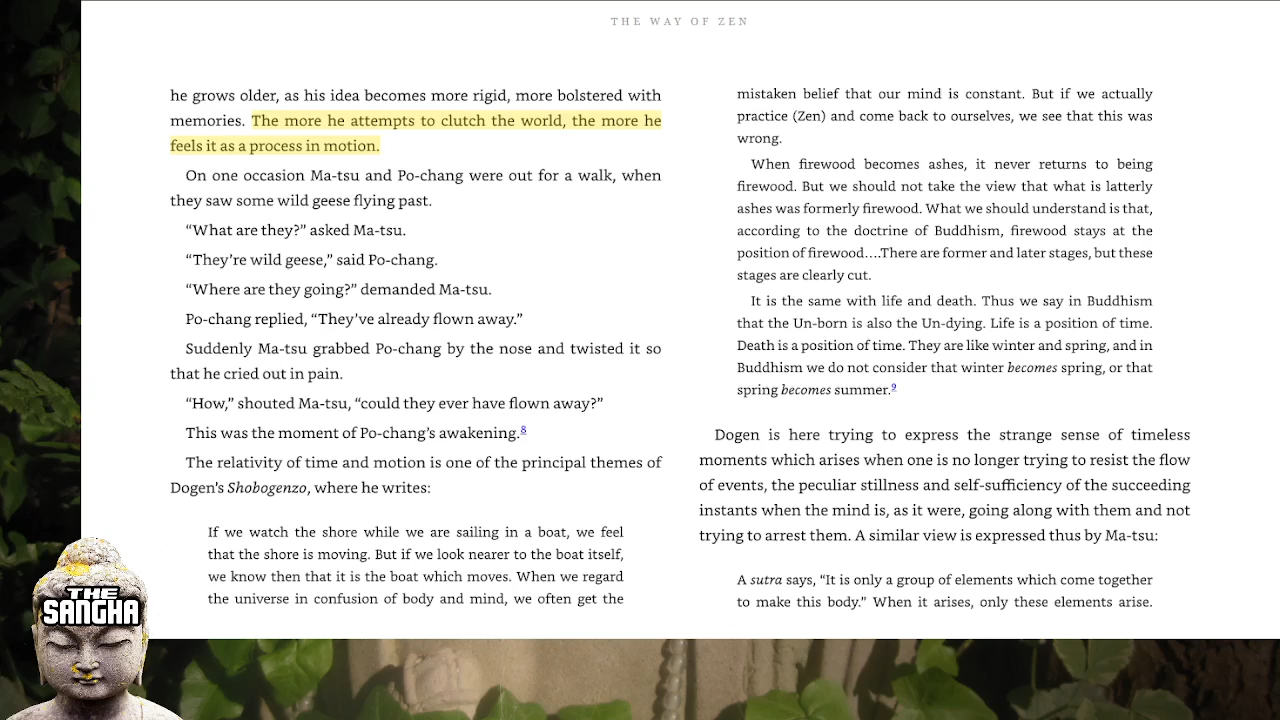 THE WAY OF ZEN
he grows older, as his idea becomes more rigid, more bolstered with
memories. The more he attempts to clutch the world, the more he
feels it as a process in motion.
On one occasion Ma-tsu and Po-chang were out for a walk, when
they saw some wild geese flying past.
“What are they?” asked Ma-tsu.
“They’re wild geese,” said Po-chang.
“Where are they going?” demanded Ma-tsu.
Po-chang replied, “They’ve already flown away.”
Suddenly Ma-tsu grabbed Po-chang by the nose and twisted it so
that he cried out in pain.
“How,” shouted Ma-tsu, “could they ever have flown away?”
This was the moment of Po-chang’s awakening.8
The relativity of time and motion is one of the principal themes of
Dogen’s Shobogenzo, where he writes:
If we watch the shore while we are sailing in a boat, we feel
that the shore is moving. But if we look nearer to the boat itself,
we know then that it is the boat which moves. When we regard
the universe in confusion of body and mind, we often get the
mistaken belief that our mind is constant. But if we actually
practice (Zen) and come back to ourselves, we see that this was
wrong.
When firewood becomes ashes, it never returns to being
firewood. But we should not take the view that what is latterly
ashes was formerly firewood. What we should understand is that,
according to the doctrine of Buddhism, firewood stays at the
position of firewood….There are former and later stages, but these
stages are clearly cut.
It is the same with life and death. Thus we say in Buddhism
that the Un-born is also the Un-dying. Life is a position of time.
Death is a position of time. They are like winter and spring, and in
Buddhism we do not consider that winter becomes spring, or that
spring becomes summer.9
Dogen is here trying to express the strange sense of timeless
moments which arises when one is no longer trying to resist the flow
of events, the peculiar stillness and self-sufficiency of the succeeding
instants when the mind is, as it were, going along with them and not
trying to arrest them. A similar view is expressed thus by Ma-tsu:
A sutra says, “It is only a group of elements which come together
to make this body.” When it arises, only these elements arise.
THE
SANGHA